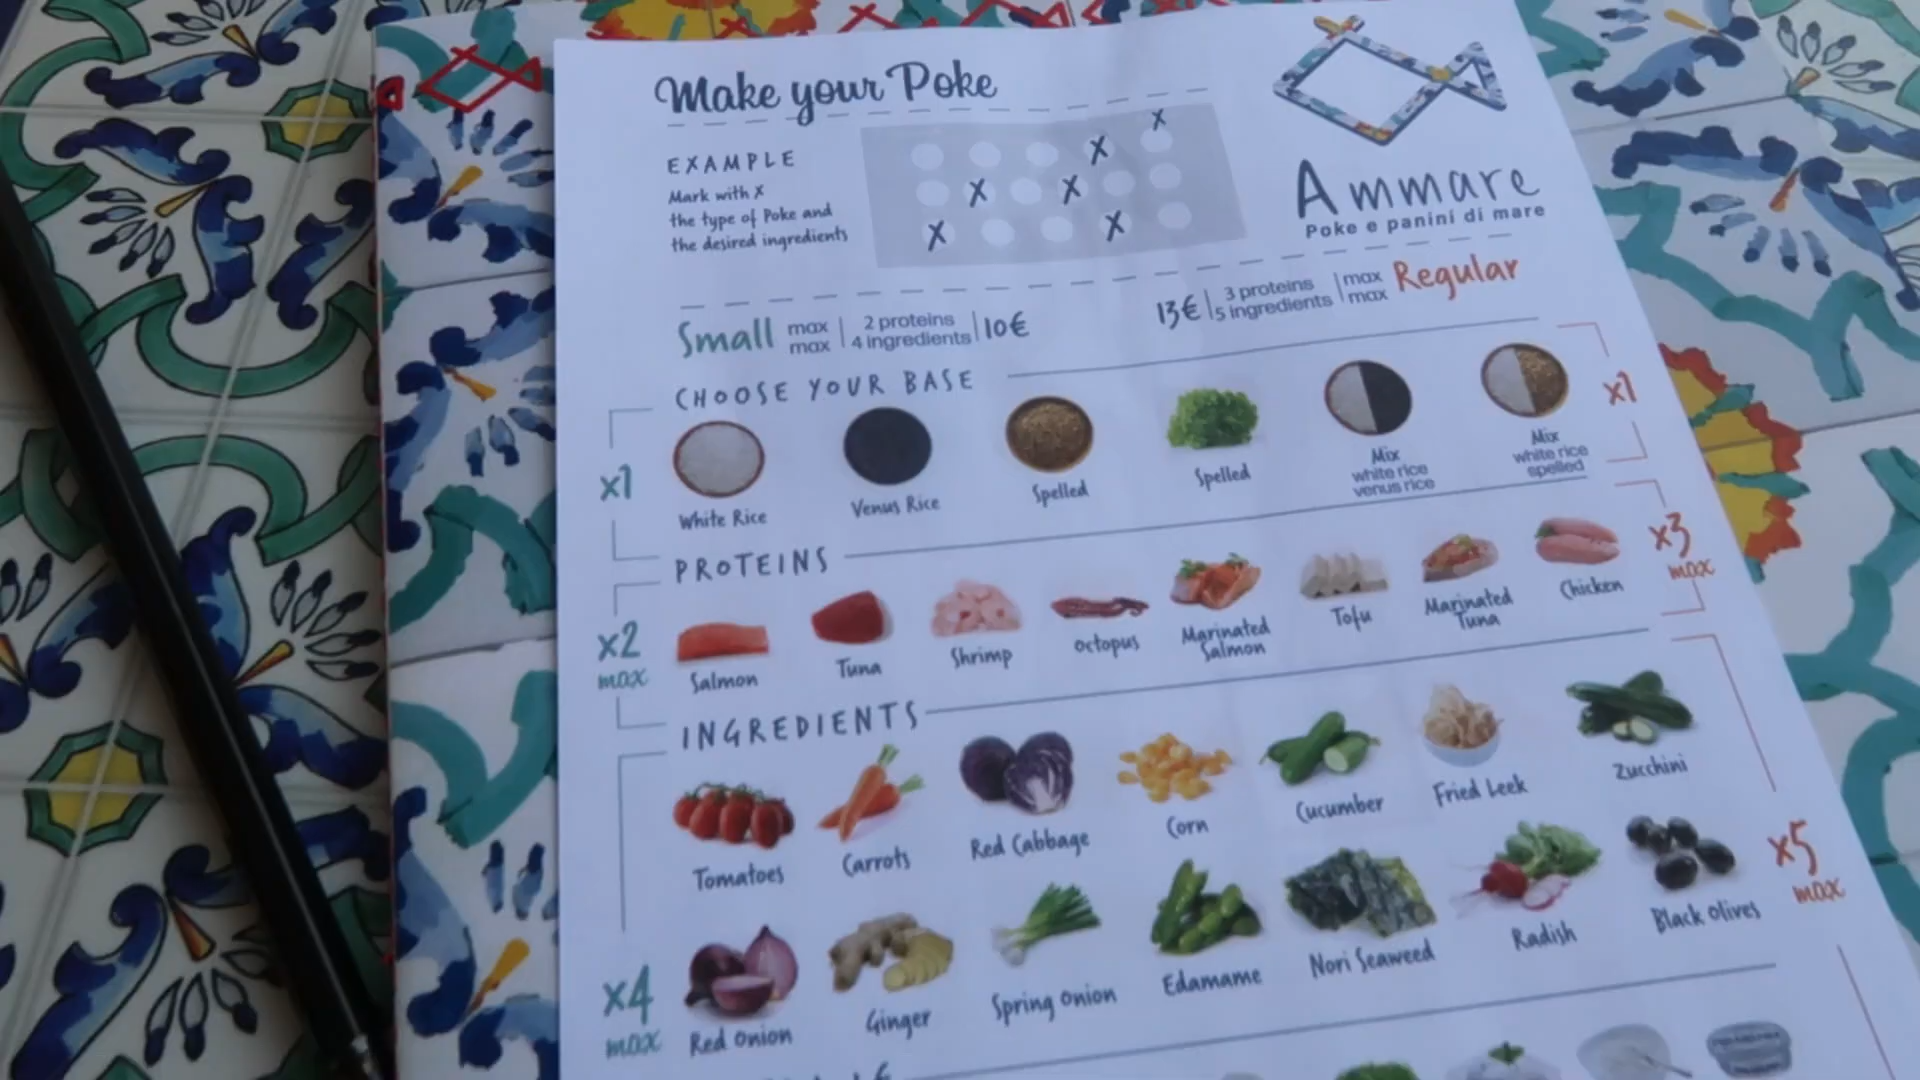 Make your Poke
EXAMPLE
Mark with X
the type of Poke and
the desired ingredients
X
X
X X
X X
Ammare
Poke e panini di mare
Small max | 2 proteins | 10€
max | 4 ingredients
13€ | 3 proteins | max Regular
5 ingredients | max
CHOOSE YOUR BASE
x1
x1
White Rice
Venus Rice
Spelled
Spelled
Mix
white rice
venus rice
Mix
white rice
spelled
PROTEINS
x2
max
x3
max
Salmon
Tuna
Shrimp
Octopus
Marinated
Salmon
Tofu
Marinated
Tuna
Chicken
INGREDIENTS
Tomatoes
Carrots
Red Cabbage
Corn
Cucumber
Fried Leek
Zucchini
x4
max
x5
max
Red Onion
Ginger
Spring Onion
Edamame
Nori Seaweed
Radish
Black Olives